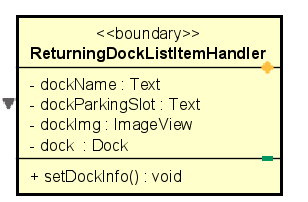 <<boundary>>
ReturningDockListItemHandler
- dockName : Text
- dockParkingSlot : Text
- dockImg : ImageView
- dock : Dock
+ setDockInfo() : void